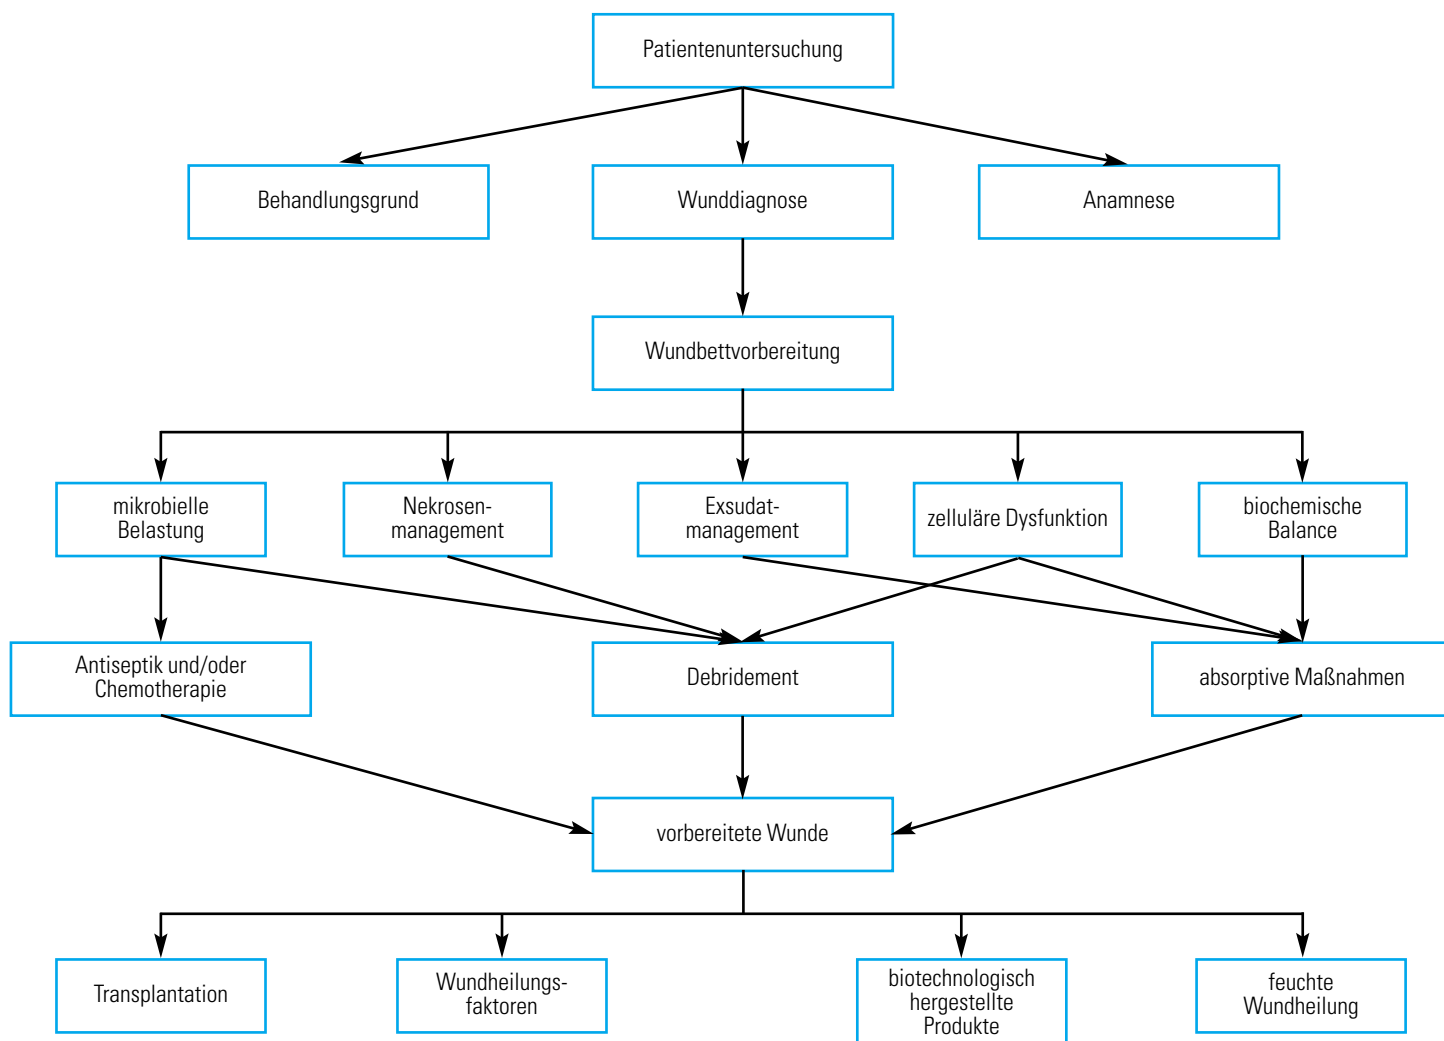 Patientenuntersuchung
Behandlungsgrund
Wunddiagnose
Anamnese
Wundbettvorbereitung
mikrobielle
Belastung
Nekrosen-
management
Exsudat-
management
zelluläre Dysfunktion
biochemische
Balance
Antiseptik und/oder
Chemotherapie
Debridement
absorptive Maßnahmen
vorbereitete Wunde
Transplantation
Wundheilungs-
faktoren
biotechnologisch
hergestellte
Produkte
feuchte
Wundheilung